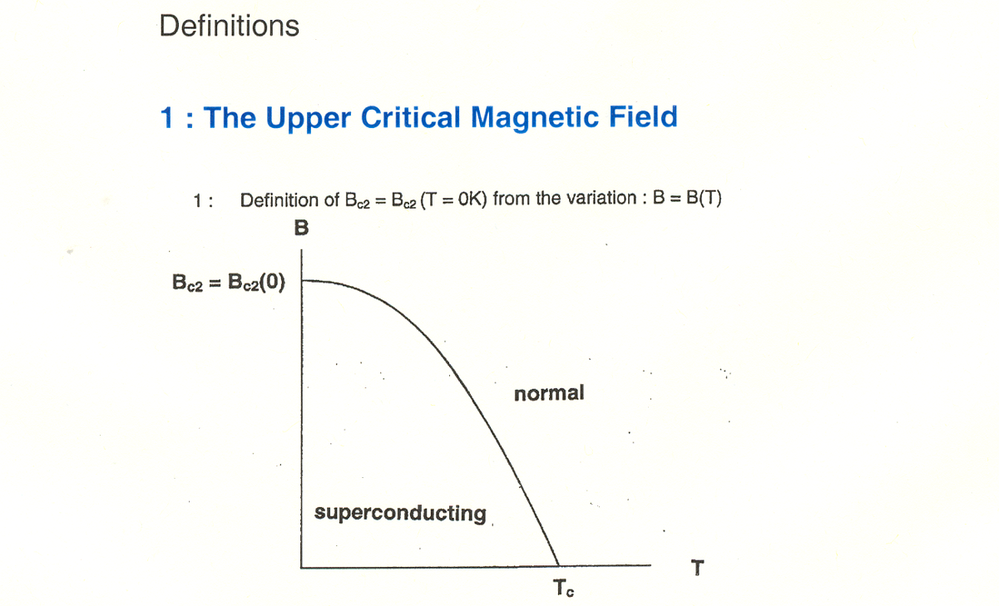 Definitions
1 : The Upper Critical Magnetic Field
1 : Definition of Bc2 = Bc2 (T = 0K) from the variation : B = B(T)
B
Bc2 = Bc2(0)
normal
superconducting
T
Tc